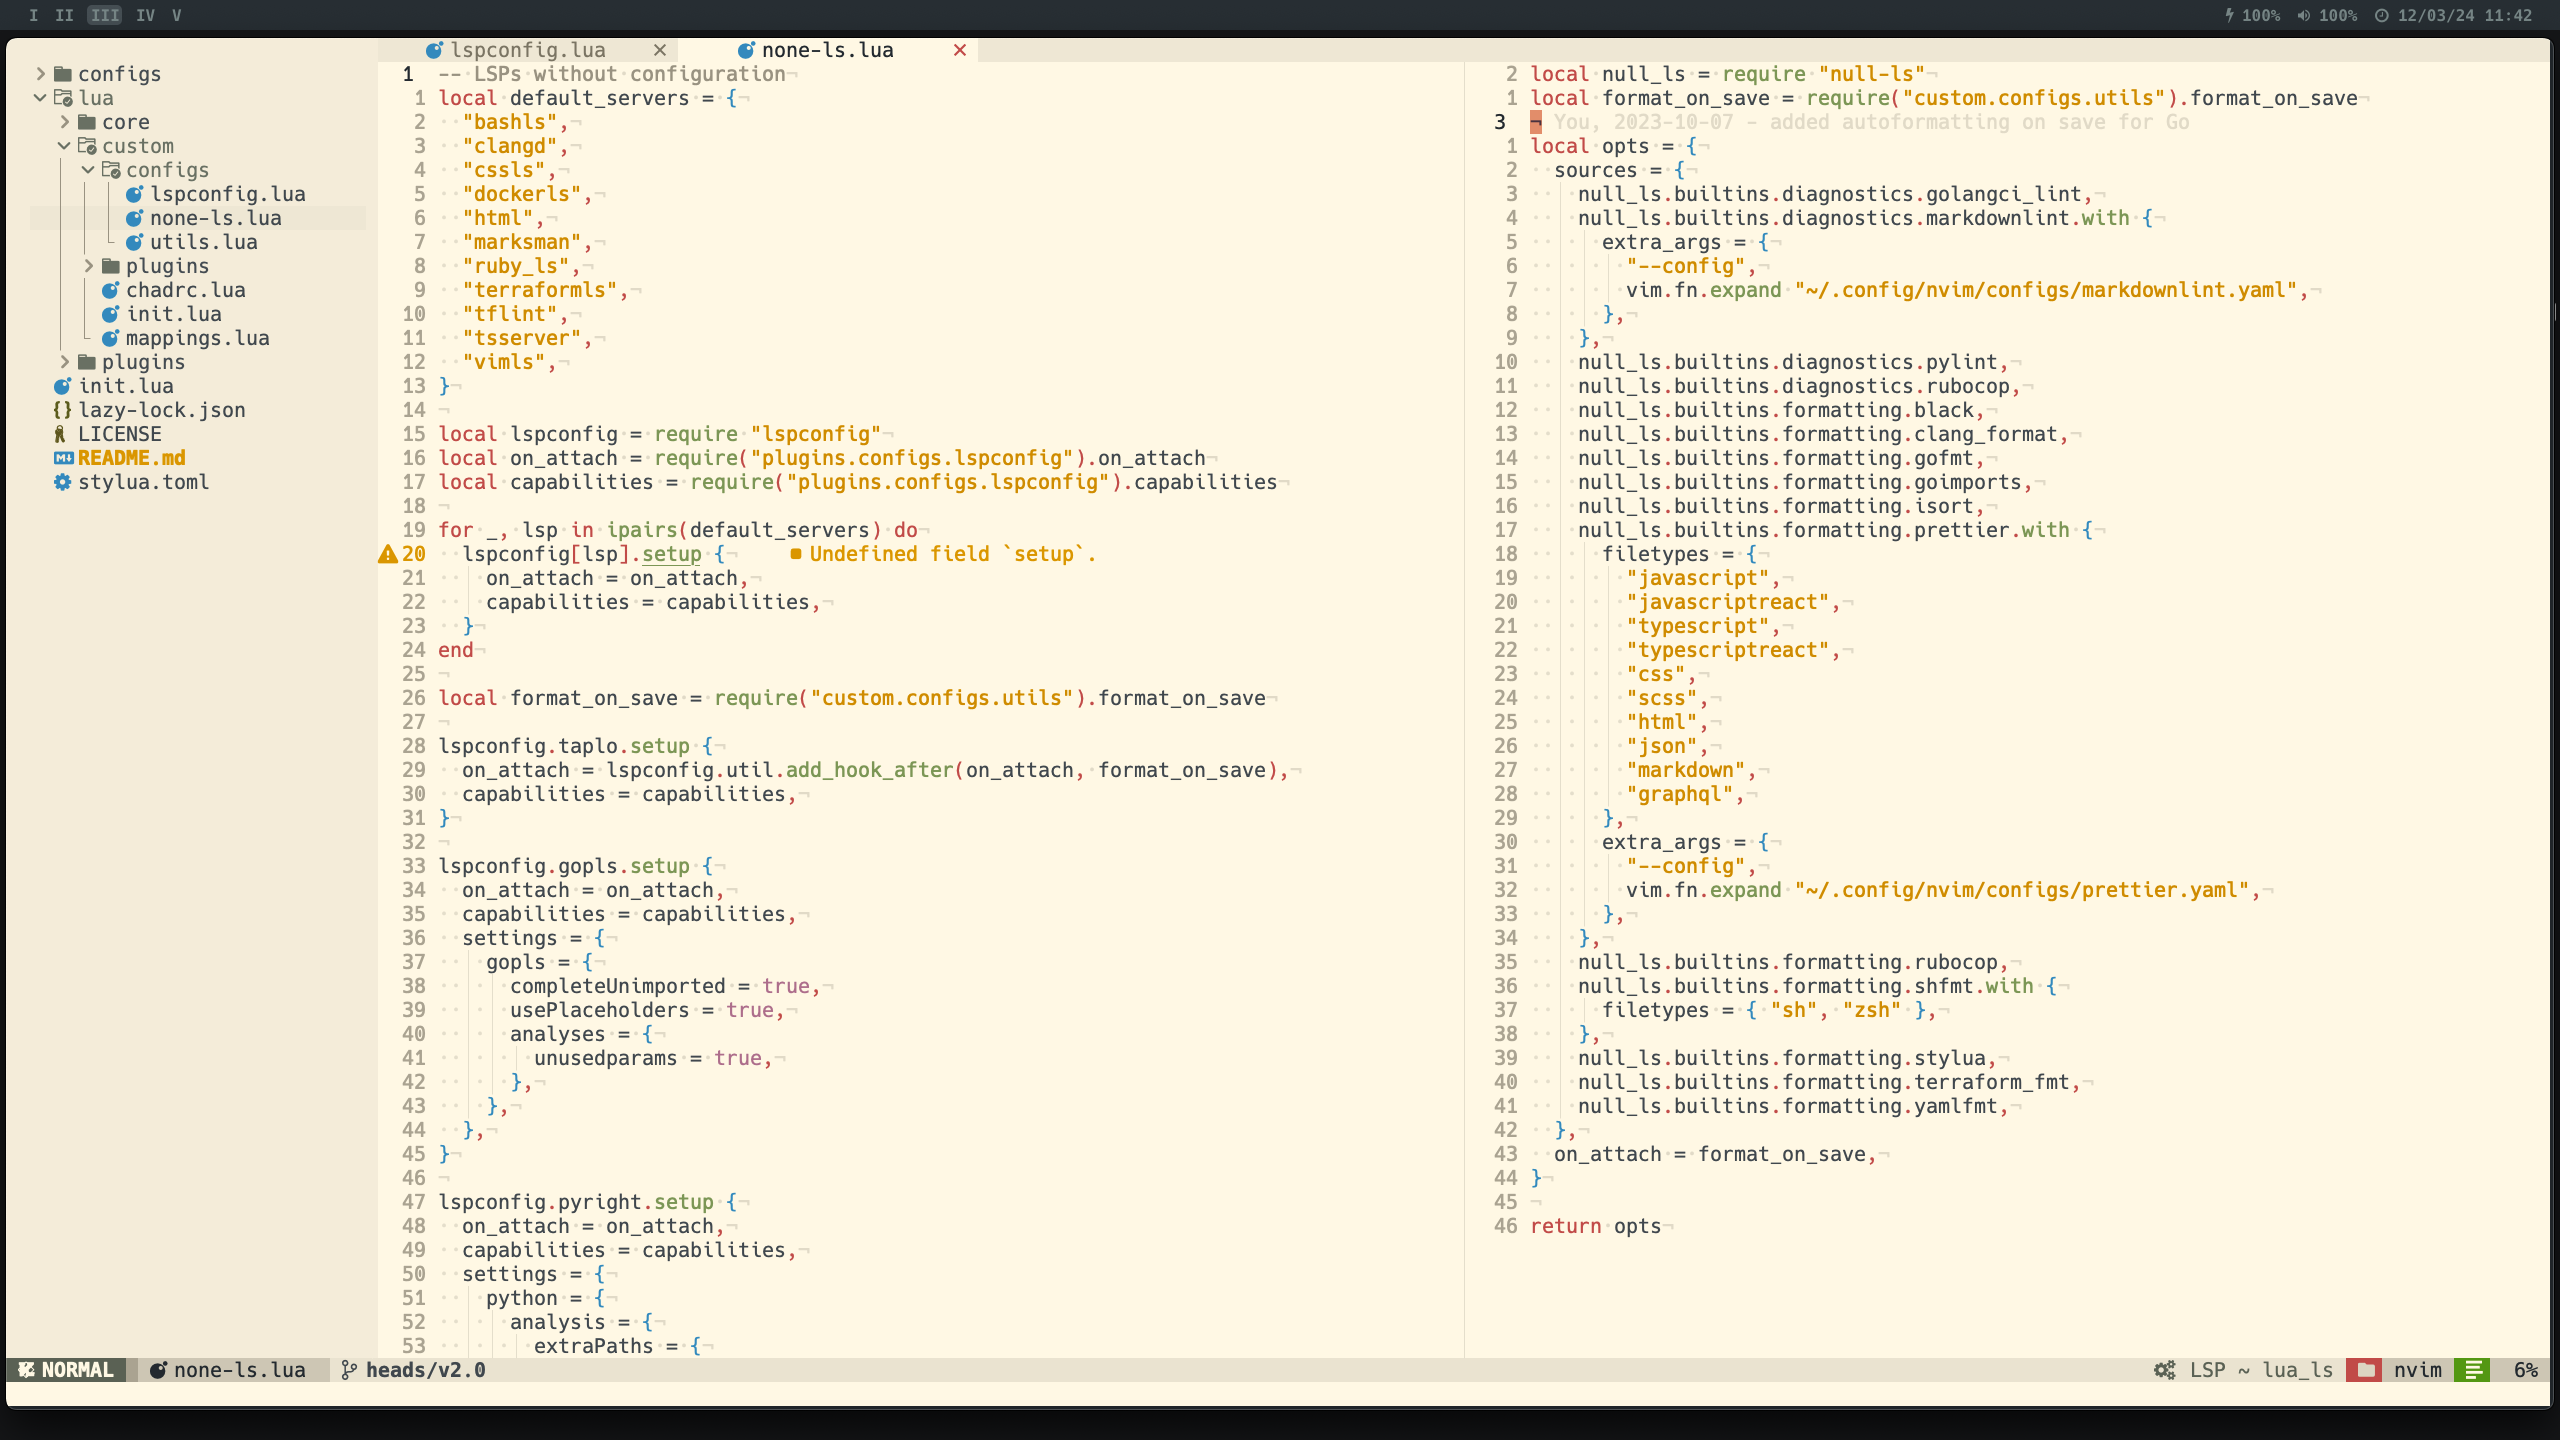 I II III IV V
100% 100% 12/03/24 11:42
configs
lua
core
custom
configs
lspconfig.lua
none-ls.lua
utils.lua
plugins
chadrc.lua
init.lua
mappings.lua
plugins
init.lua
{} lazy-lock.json
LICENSE
README.md
stylua.toml
lspconfig.lua ×
none-ls.lua ×
1 -- LSPs without configuration¬
1 local default_servers = {¬
2 "bashls",¬
3 "clangd",¬
4 "cssls",¬
5 "dockerls",¬
6 "html",¬
7 "marksman",¬
8 "ruby_ls",¬
9 "terraformls",¬
10 "tflint",¬
11 "tsserver",¬
12 "vimls",¬
13 }¬
14 ¬
15 local lspconfig = require "lspconfig"¬
16 local on_attach = require("plugins.configs.lspconfig").on_attach¬
17 local capabilities = require("plugins.configs.lspconfig").capabilities¬
18 ¬
19 for _, lsp in ipairs(default_servers) do¬
20 lspconfig[lsp].setup {¬ ■ Undefined field `setup`.
21 on_attach = on_attach,¬
22 capabilities = capabilities,¬
23 }¬
24 end¬
25 ¬
26 local format_on_save = require("custom.configs.utils").format_on_save¬
27 ¬
28 lspconfig.taplo.setup {¬
29 on_attach = lspconfig.util.add_hook_after(on_attach, format_on_save),¬
30 capabilities = capabilities,¬
31 }¬
32 ¬
33 lspconfig.gopls.setup {¬
34 on_attach = on_attach,¬
35 capabilities = capabilities,¬
36 settings = {¬
37 gopls = {¬
38 completeUnimported = true,¬
39 usePlaceholders = true,¬
40 analyses = {¬
41 unusedparams = true,¬
42 },¬
43 },¬
44 },¬
45 }¬
46 ¬
47 lspconfig.pyright.setup {¬
48 on_attach = on_attach,¬
49 capabilities = capabilities,¬
50 settings = {¬
51 python = {¬
52 analysis = {¬
53 extraPaths = {¬
2 local null_ls = require "null-ls"¬
1 local format_on_save = require("custom.configs.utils").format_on_save¬
3 ¬ You, 2023-10-07 - added autoformatting on save for Go
1 local opts = {¬
2 sources = {¬
3 null_ls.builtins.diagnostics.golangci_lint,¬
4 null_ls.builtins.diagnostics.markdownlint.with {¬
5 extra_args = {¬
6 "--config",¬
7 vim.fn.expand "~/.config/nvim/configs/markdownlint.yaml",¬
8 },¬
9 },¬
10 null_ls.builtins.diagnostics.pylint,¬
11 null_ls.builtins.diagnostics.rubocop,¬
12 null_ls.builtins.formatting.black,¬
13 null_ls.builtins.formatting.clang_format,¬
14 null_ls.builtins.formatting.gofmt,¬
15 null_ls.builtins.formatting.goimports,¬
16 null_ls.builtins.formatting.isort,¬
17 null_ls.builtins.formatting.prettier.with {¬
18 filetypes = {¬
19 "javascript",¬
20 "javascriptreact",¬
21 "typescript",¬
22 "typescriptreact",¬
23 "css",¬
24 "scss",¬
25 "html",¬
26 "json",¬
27 "markdown",¬
28 "graphql",¬
29 },¬
30 extra_args = {¬
31 "--config",¬
32 vim.fn.expand "~/.config/nvim/configs/prettier.yaml",¬
33 },¬
34 },¬
35 null_ls.builtins.formatting.rubocop,¬
36 null_ls.builtins.formatting.shfmt.with {¬
37 filetypes = { "sh", "zsh" },¬
38 },¬
39 null_ls.builtins.formatting.stylua,¬
40 null_ls.builtins.formatting.terraform_fmt,¬
41 null_ls.builtins.formatting.yamlfmt,¬
42 },¬
43 on_attach = format_on_save,¬
44 }¬
45 ¬
46 return opts¬
NORMAL none-ls.lua heads/v2.0 LSP ~ lua_ls nvim 6%